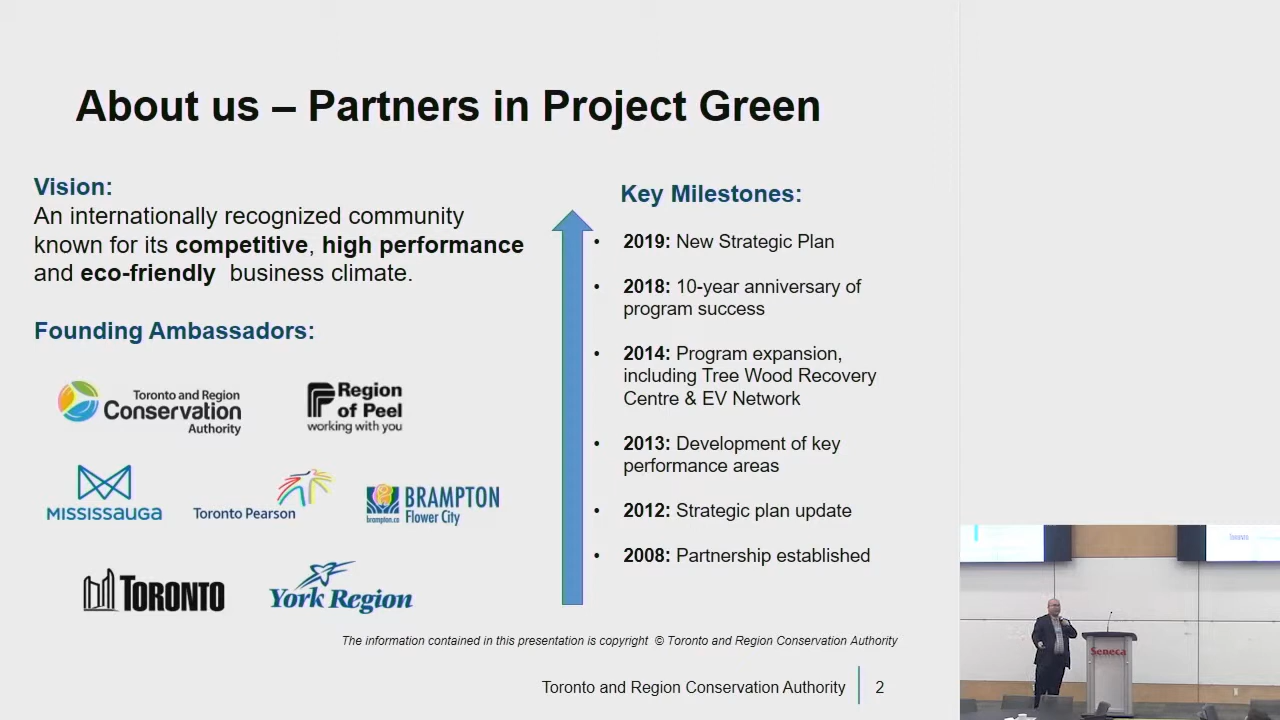 About us – Partners in Project Green
Vision:
An internally recognized community
known for its competitive, high performance
and eco-friendly business climate.
Founding Ambassadors:
Toronto and Region
Conservation
Authority
Region
of Peel
working with you
MISSISSAUGA
Toronto Pearson
BRAMPTON
brampton.ca
Flower City
TORONTO
York Region
Key Milestones:
• 2019: New Strategic Plan
• 2018: 10-year anniversary of
program success
• 2014: Program expansion,
including Tree Wood Recovery
Centre & EV Network
• 2013: Development of key
performance areas
• 2012: Strategic plan update
• 2008: Partnership established
The information contained in this presentation is copyright © Toronto and Region Conservation Authority
Toronto and Region Conservation Authority
2
Seneca